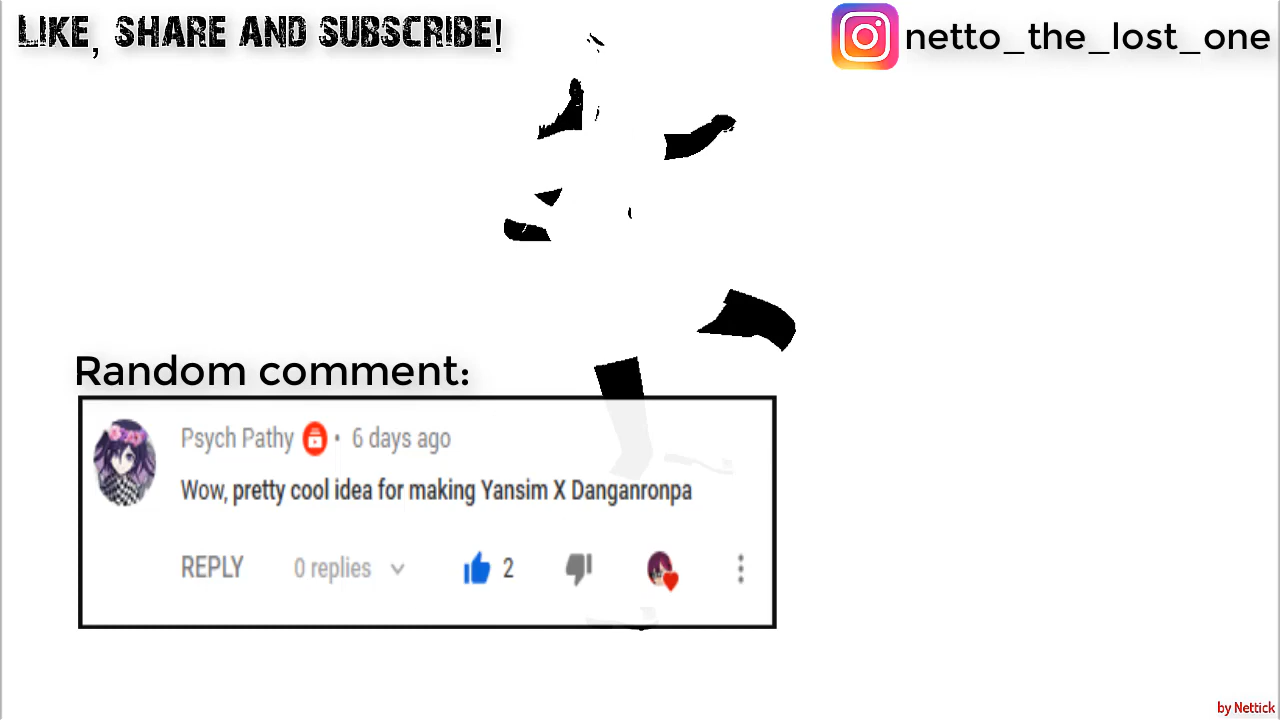 LIKE, SHARE AND SUBSCRIBE!
netto_the_lost_one
Random comment:
Psych Pathy • 6 days ago
Wow, pretty cool idea for making Yansim X Danganronpa
REPLY 0 replies 2
by Nettick